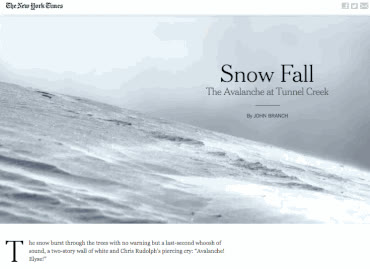 The New York Times
Snow Fall
The Avalanche at Tunnel Creek
By JOHN BRANCH
The snow burst through the trees with no warning but a last-second whoosh of
sound, a two-story wall of white and Chris Rudolph's piercing cry: “Avalanche!
Elyse!”